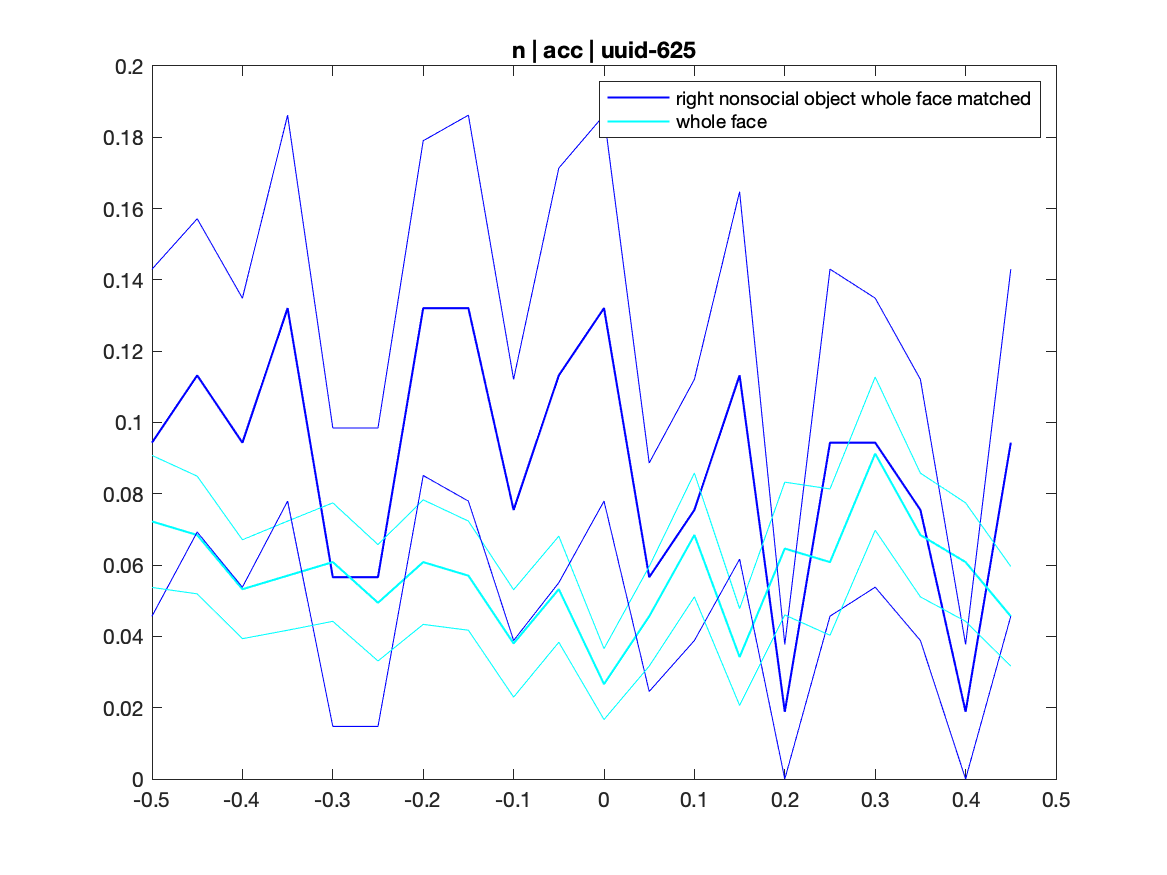 n | acc | uuid-625
right nonsocial object whole face matched
whole face
0.2
0.18
0.16
0.14
0.12
0.1
0.08
0.06
0.04
0.02
0
-0.5 -0.4 -0.3 -0.2 -0.1 0 0.1 0.2 0.3 0.4 0.5